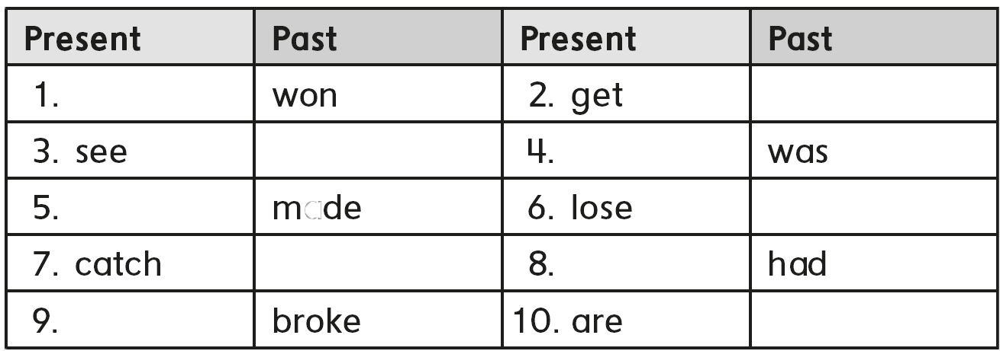 Present Past Present Past
1. won 2. get
3. see 4. was
5. made 6. lose
7. catch 8. had
9. broke 10. are